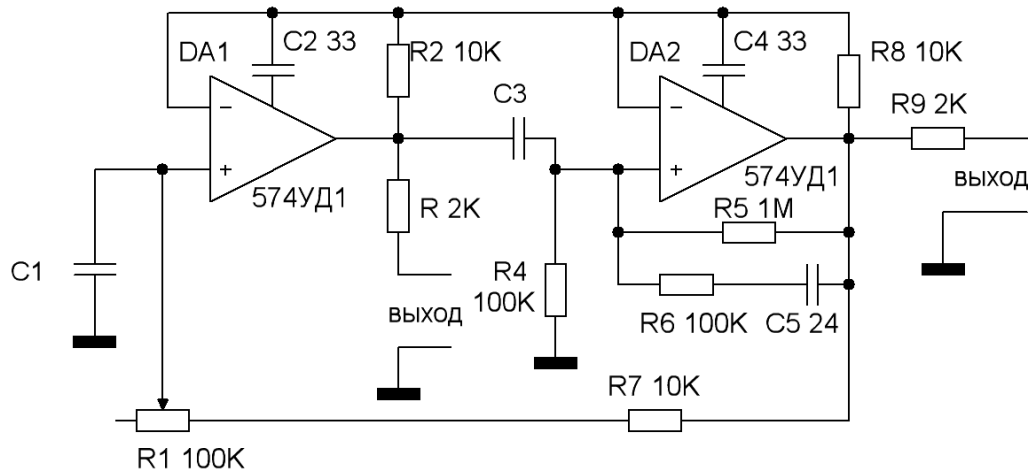 DA1
C2 33
R2 10K
DA2
C4 33
R8 10K
C3
R9 2K
−
+
−
+
574УД1
574УД1
R 2K
R5 1M
выход
C1
R4
100K
R6 100K
C5 24
выход
R7 10K
R1 100K